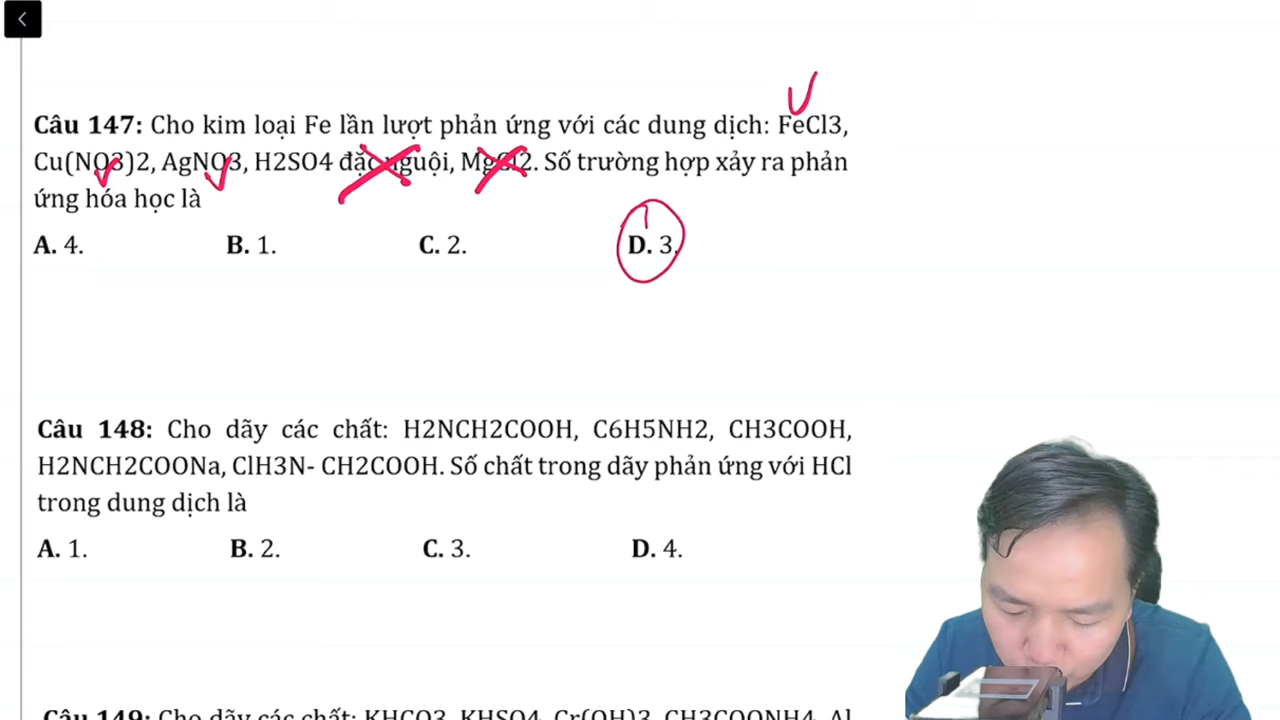 Câu 147: Cho kim loại Fe lần lượt phản ứng với các dung dịch: FeCl3,
Cu(NO3)2, AgNO3, H2SO4 đặc nguội, MgCl2. Số trường hợp xảy ra phản
ứng hóa học là
A. 4. B. 1. C. 2. D. 3.
Câu 148: Cho dãy các chất: H2NCH2COOH, C6H5NH2, CH3COOH,
H2NCH2COONa, ClH3N- CH2COOH. Số chất trong dãy phản ứng với HCl
trong dung dịch là
A. 1. B. 2. C. 3. D. 4.
Câu 149: Cho dãy các chất: KHCO3, KHSO4, Cr(OH)3, CH3COONH4, Al